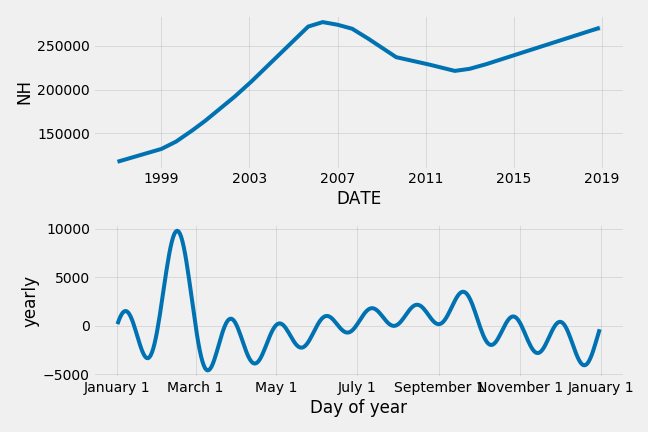 250000
200000
150000
NH
1999 2003 2007 2011 2015 2019
DATE
10000
5000
0
−5000
yearly
January 1 March 1 May 1 July 1 September 1 November 1 January 1
Day of year